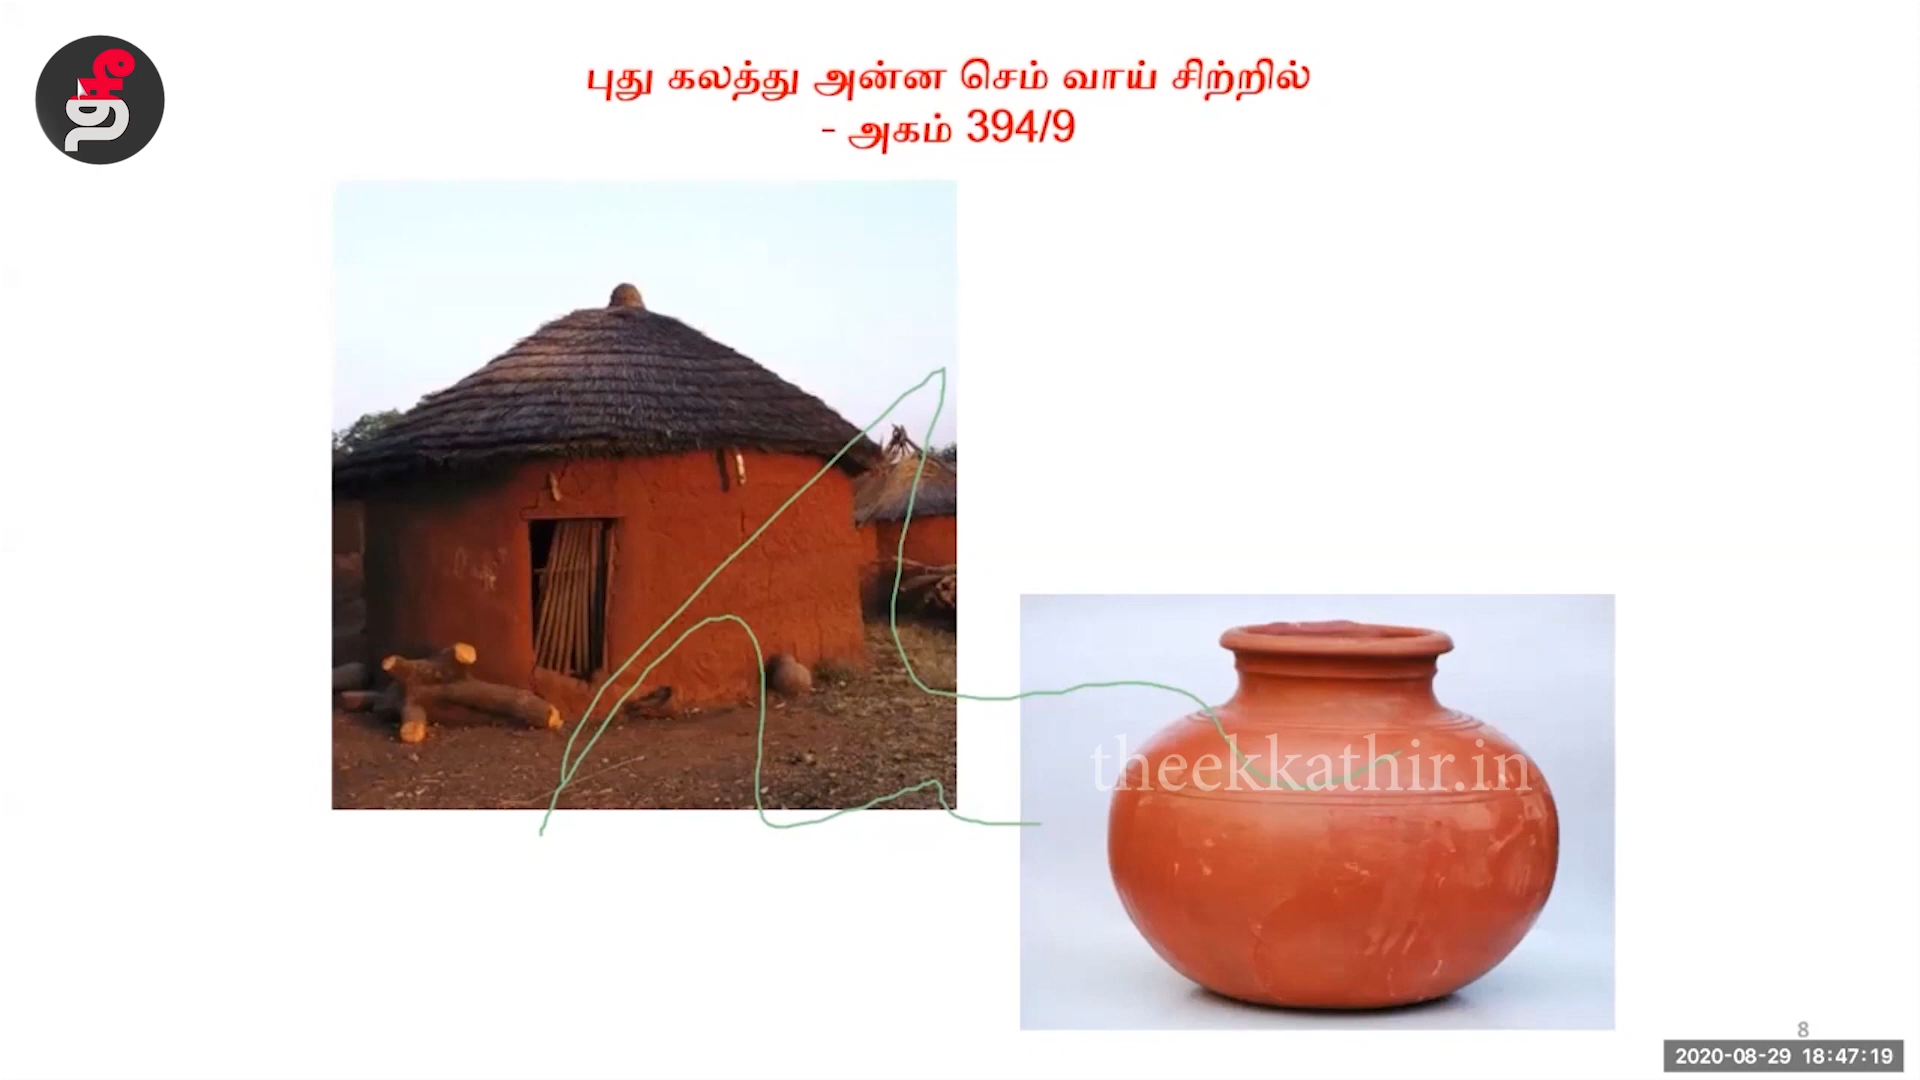 புது கலத்து அன்ன செம் வாய் சிற்றில்
- அகம் 394/9
theekkathir.in
8
2020-08-29 18:47:19